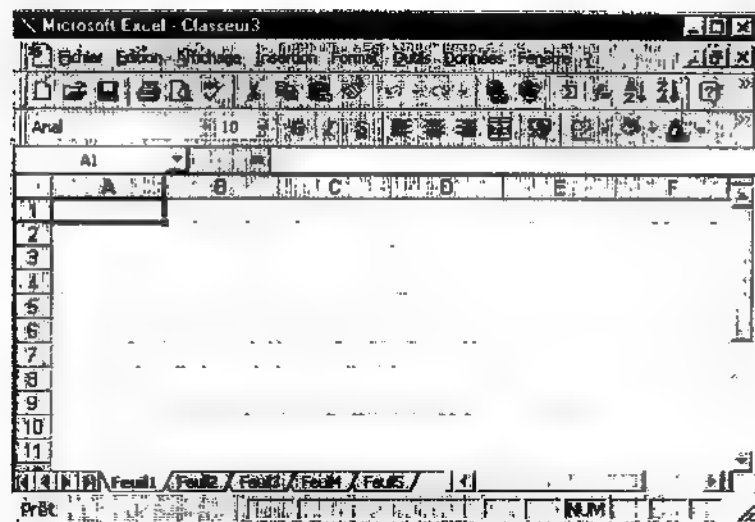 Microsoft Excel - Classeur3
Fichier Edition Affichage Insertion Format Outils Données Fenêtre ?
Arial 10 G I S
A1 =
A B C D E F
1
2
3
4
5
6
7
8
9
10
11
Feuil1 Feuil2 Feuil3 Feuil4 Feuil5
Prêt NUM